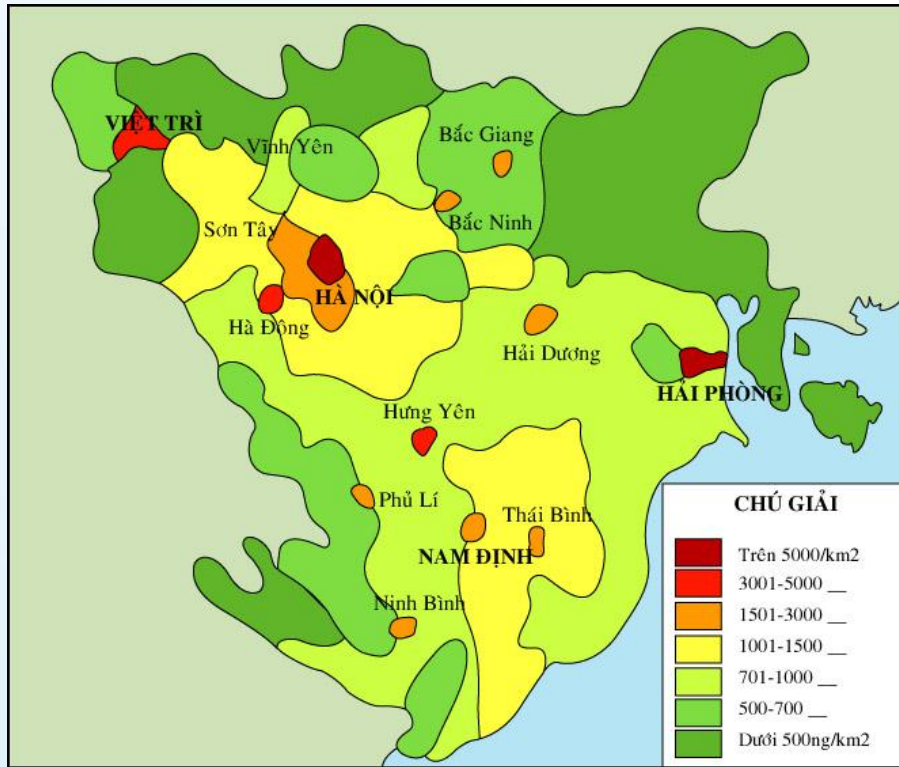 VIỆT TRÌ
Vĩnh Yên
Bắc Giang
Bắc Ninh
Sơn Tây
HÀ NỘI
Hà Đông
Hải Dương
HẢI PHÒNG
Hưng Yên
Phủ Lí
Thái Bình
NAM ĐỊNH
Ninh Bình
CHÚ GIẢI
Trên 5000/km2
3001-5000 __
1501-3000 __
1001-1500 __
701-1000 __
500-700 __
Dưới 500ng/km2